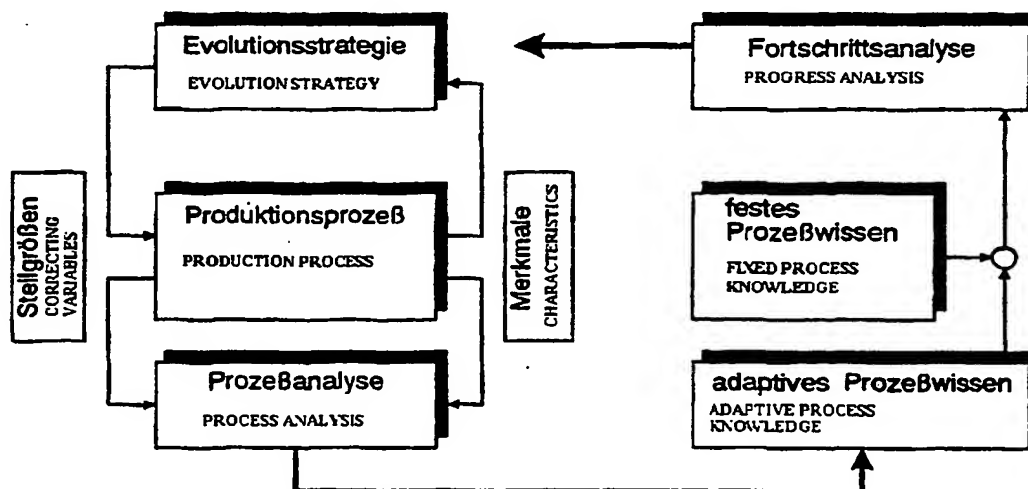 Evolutionsstrategie
EVOLUTION STRATEGY
Fortschrittsanalyse
PROGRESS ANALYSIS
Stellgrößen
CORRECTING
VARIABLES
Produktionsprozeß
PRODUCTION PROCESS
Merkmale
CHARACTERISTICS
festes
Prozeßwissen
FIXED PROCESS
KNOWLEDGE
Prozeßanalyse
PROCESS ANALYSIS
adaptives Prozeßwissen
ADAPTIVE PROCESS
KNOWLEDGE